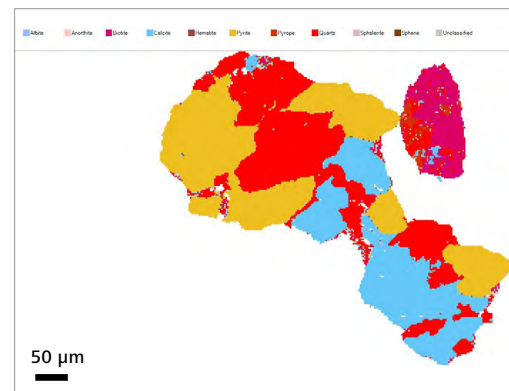 Albite Anorthite Biotite Calcite Hematite Pyrite Pyrope Quartz Sphalerite Sphene Unclassified
50 μm